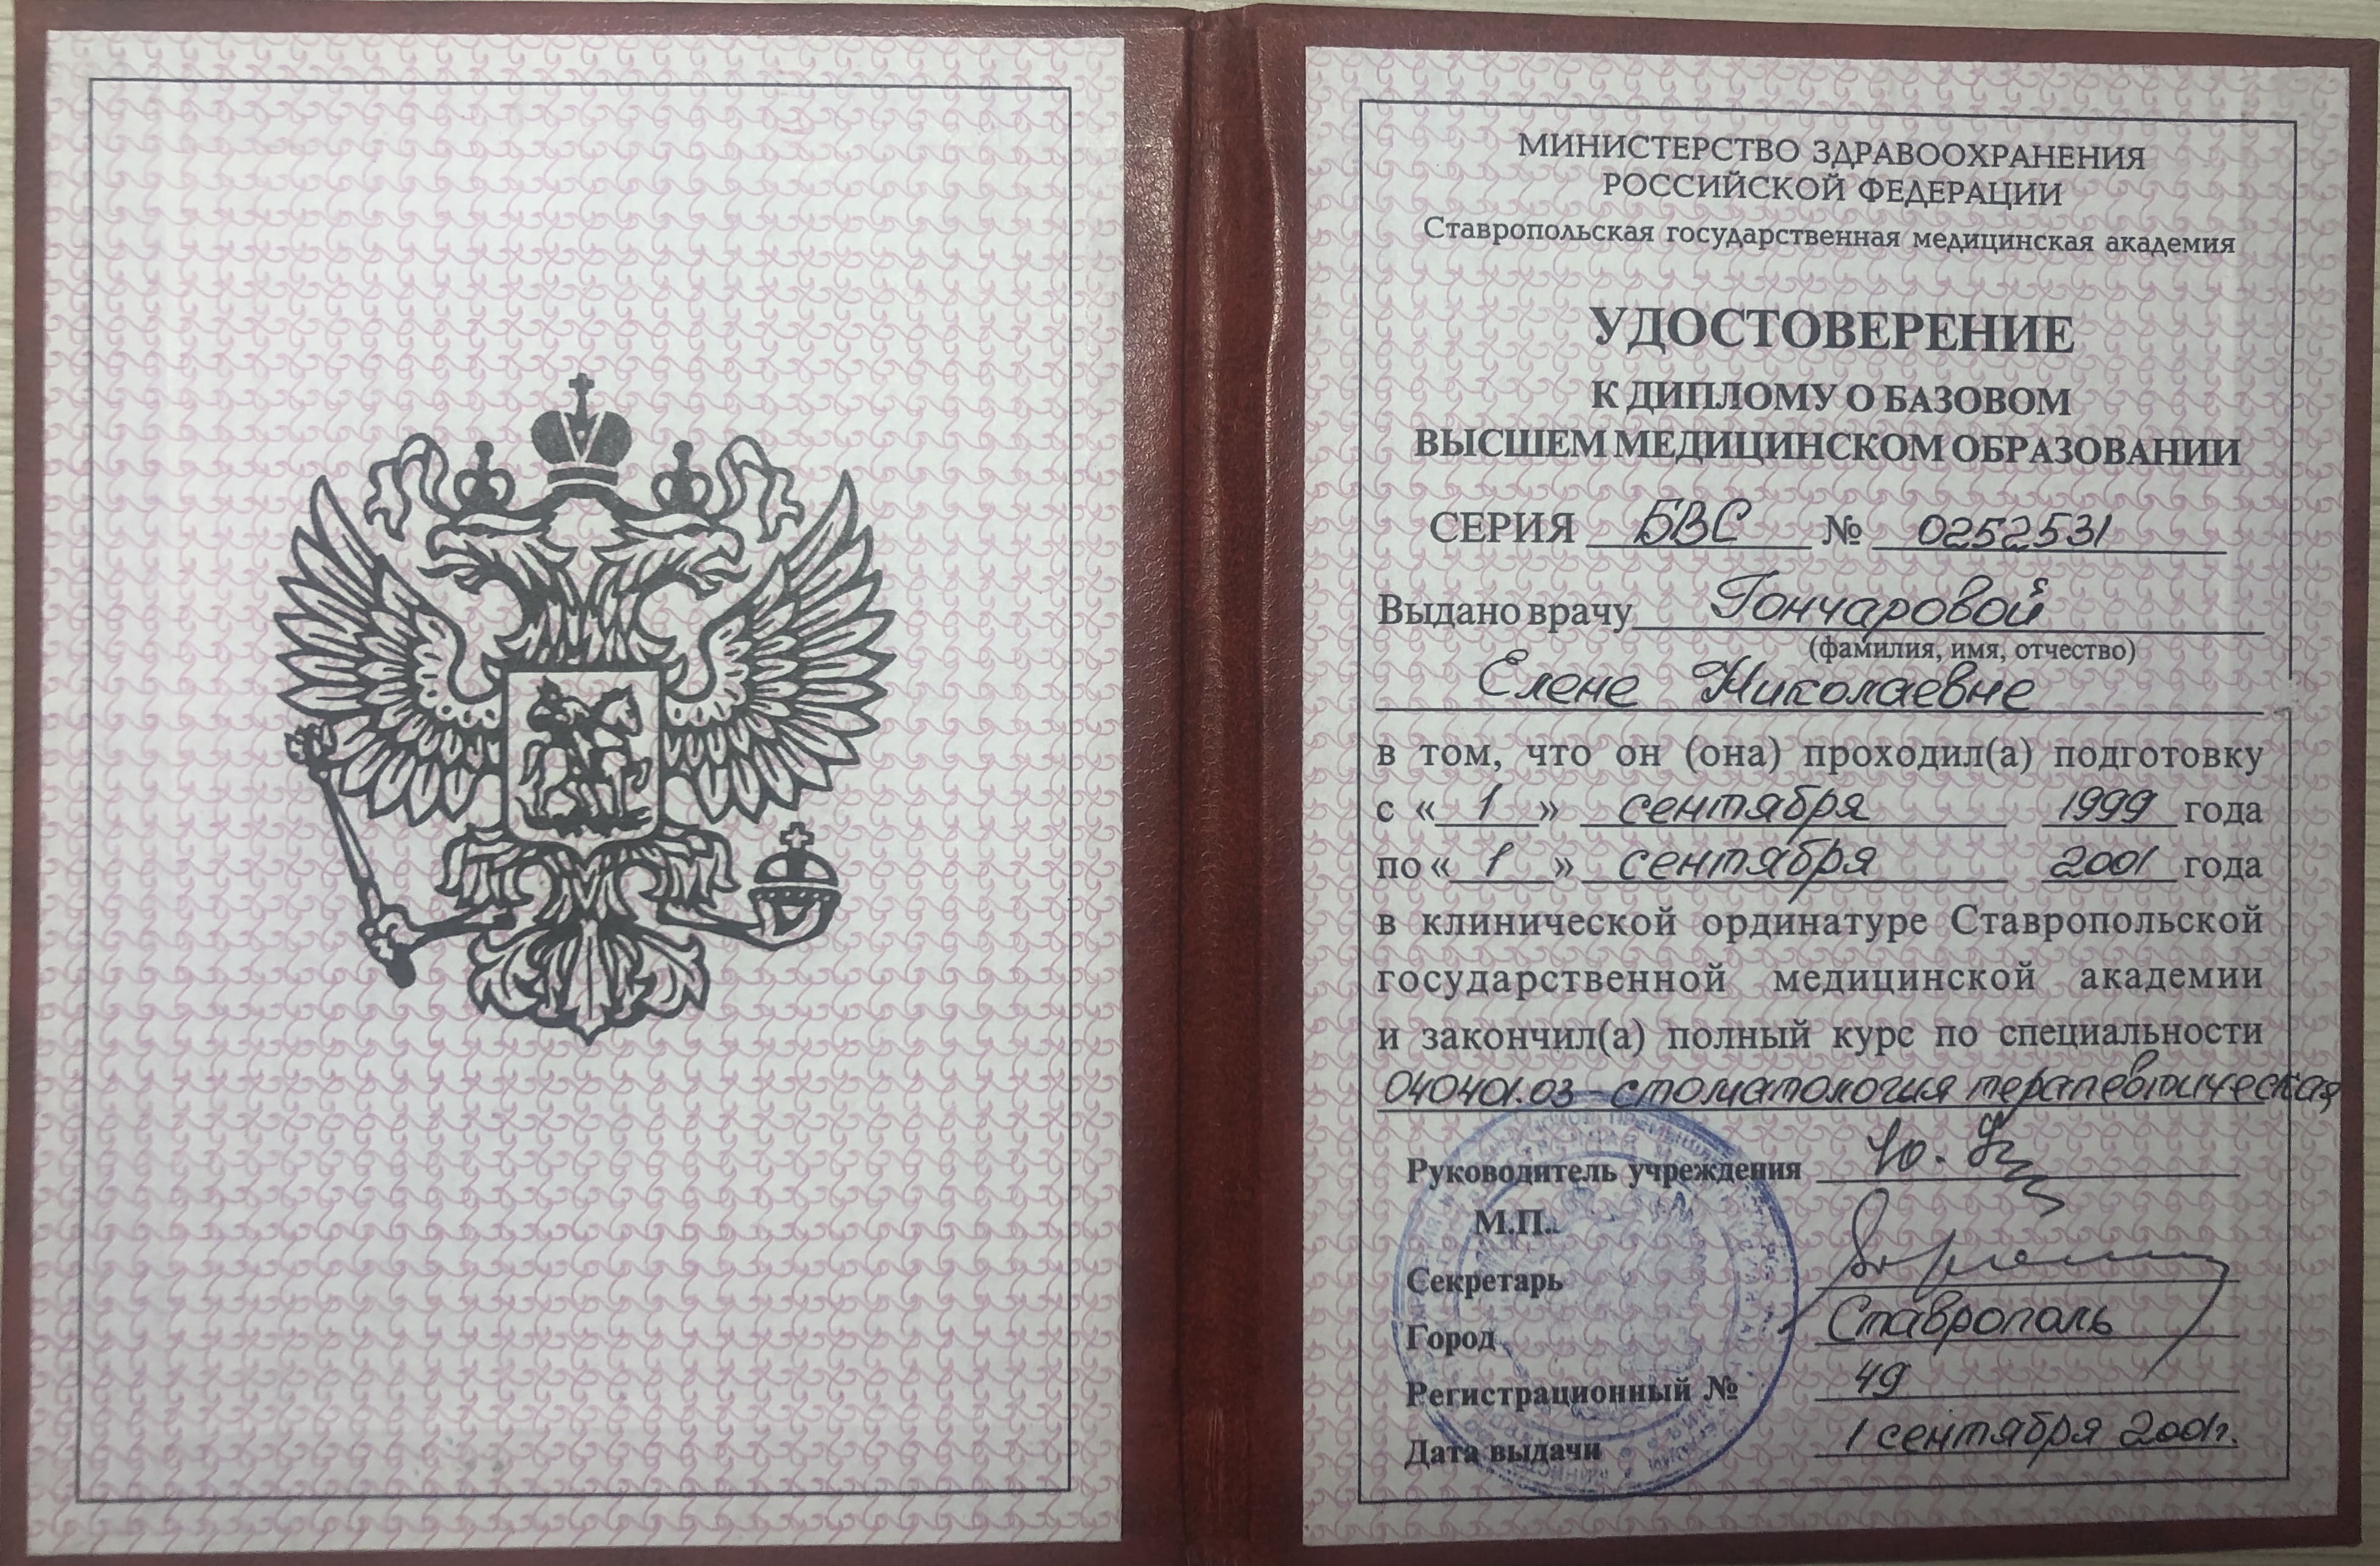 МИНИСТЕРСТВО ЗДРАВООХРАНЕНИЯ
РОССИЙСКОЙ ФЕДЕРАЦИИ
Ставропольская государственная медицинская академия
УДОСТОВЕРЕНИЕ
К ДИПЛОМУ О БАЗОВОМ
ВЫСШЕМ МЕДИЦИНСКОМ ОБРАЗОВАНИИ
СЕРИЯ БВС № 0252531
Выдано врачу Гончаровой
(фамилия, имя, отчество)
Елене Николаевне
в том, что он (она) проходил(а) подготовку
с « 1 » сентября 1999 года
по « 1 » сентября 2001 года
в клинической ординатуре Ставропольской
государственной медицинской академии
и закончил(а) полный курс по специальности
040401.03 стоматология терапевтическая
Руководитель учреждения
М.П.
Секретарь
Город Ставрополь
Регистрационный № 49
Дата выдачи 1 сентября 2001г.